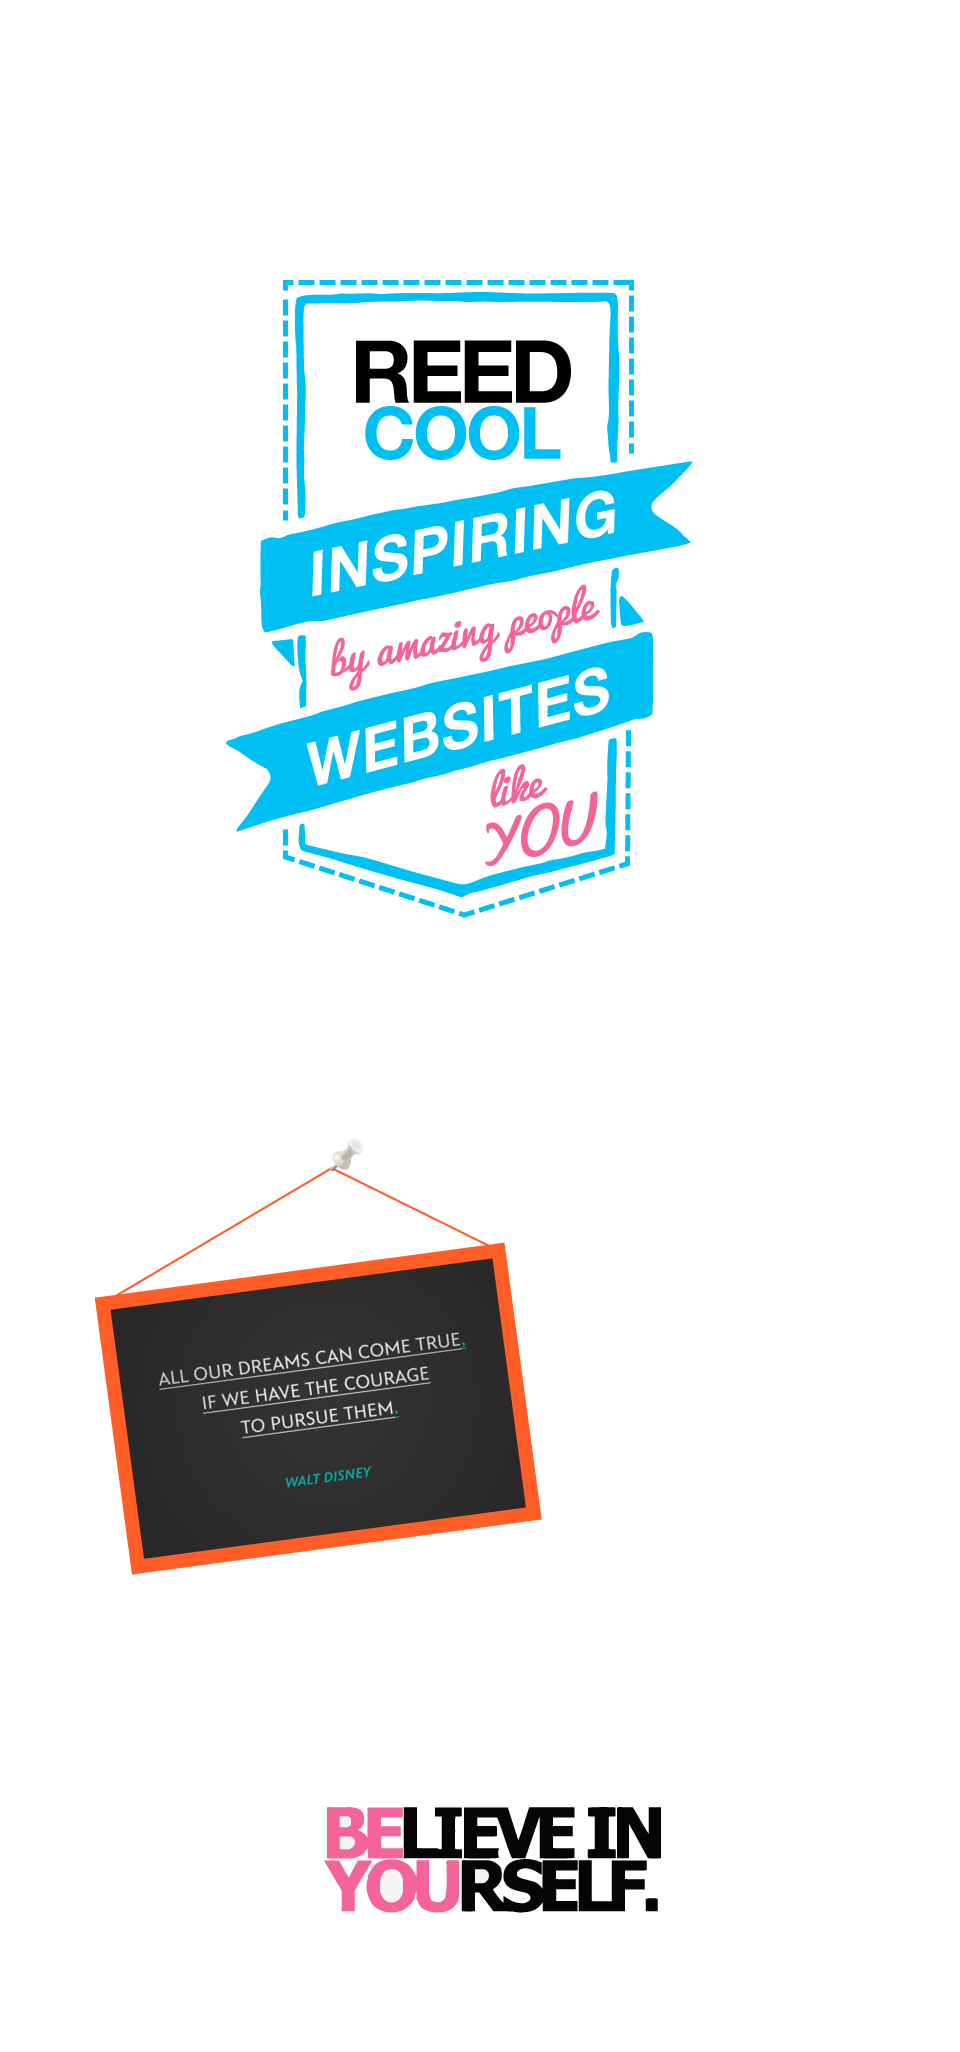 REED
COOL
INSPIRING
by amazing people
WEBSITES
like
YOU
ALL OUR DREAMS CAN COME TRUE,
IF WE HAVE THE COURAGE
TO PURSUE THEM.
WALT DISNEY
BELIEVE IN
YOURSELF.